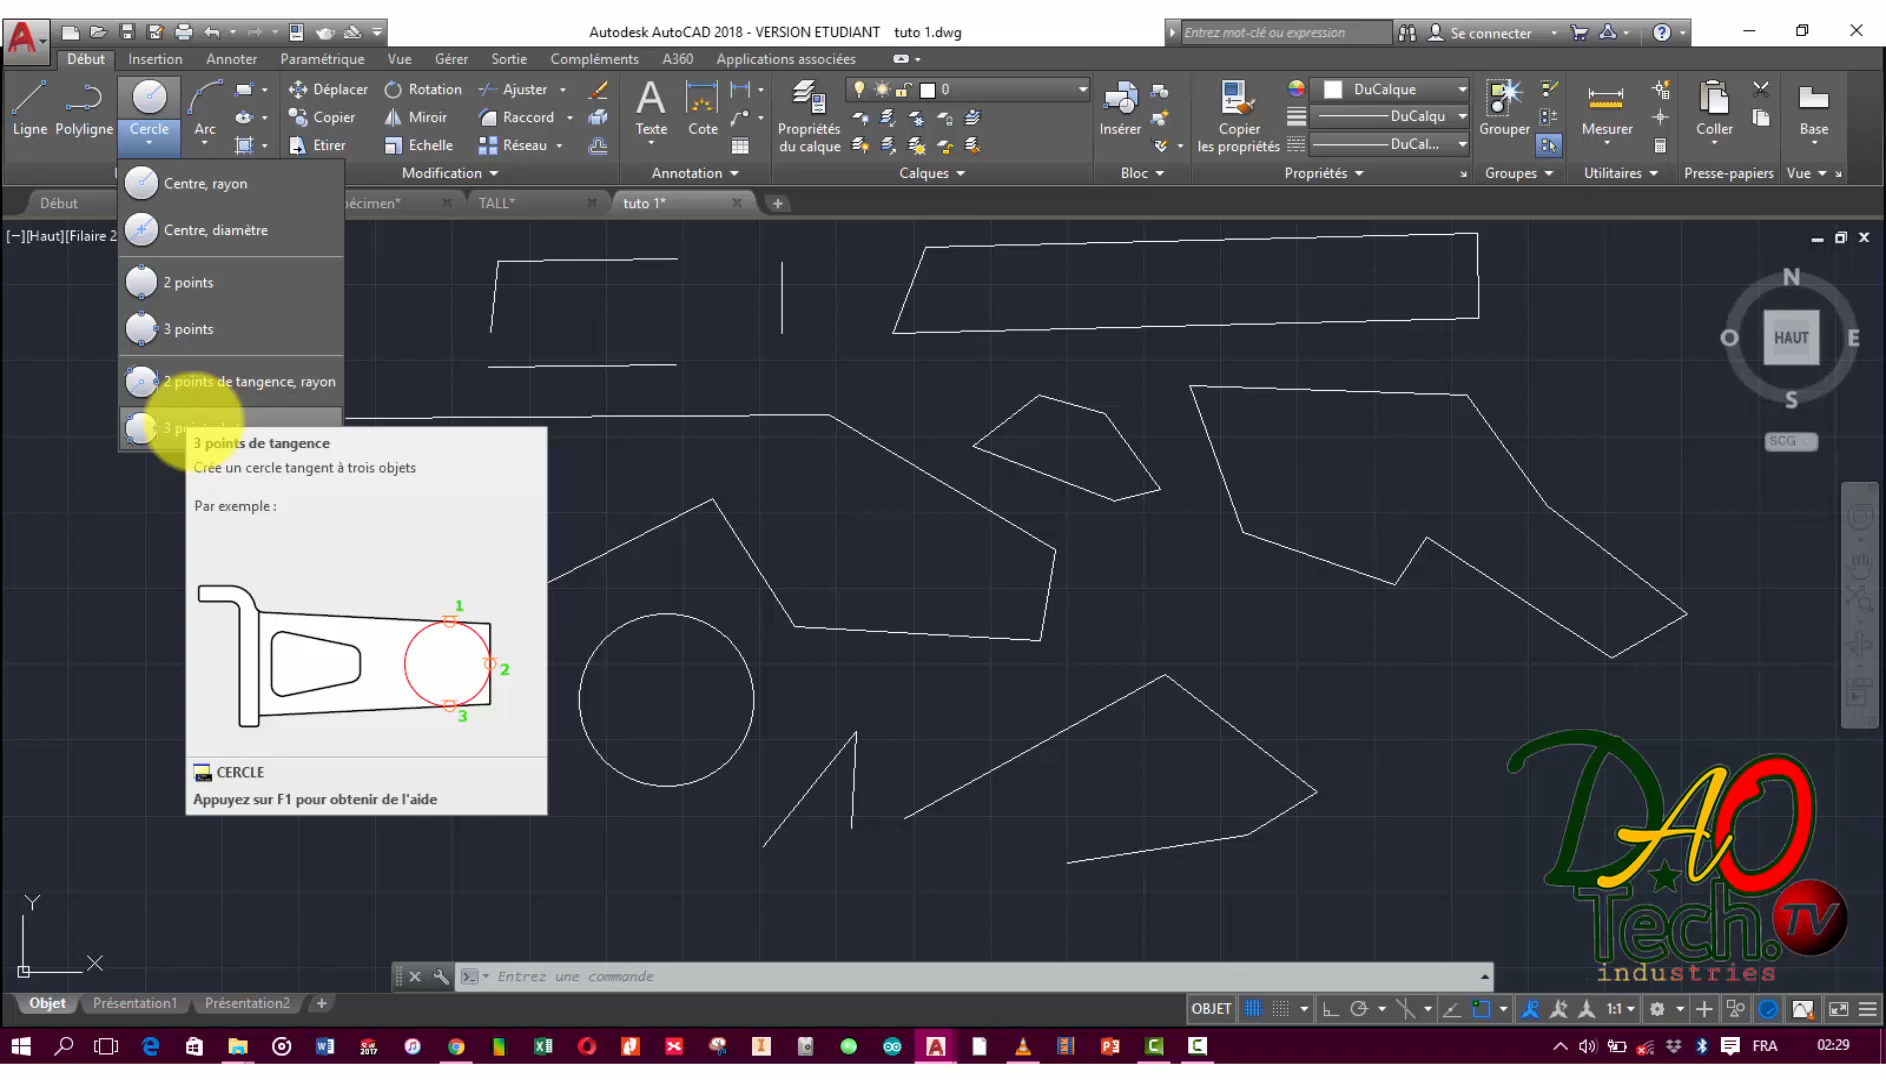 Autodesk AutoCAD 2018 - VERSION ETUDIANT tuto 1.dwg
Entrez mot-clé ou expression
Se connecter
Début Insertion Annoter Paramétrique Vue Gérer Sortie Compléments A360 Applications associées
Ligne Polyligne Cercle Arc
Déplacer Rotation Ajuster
Copier Miroir Raccord
Etirer Echelle Réseau
Modification
Texte Cote
Annotation
Propriétés
du calque
0
Calques
Insérer
Bloc
Copier
les propriétés
DuCalque
DuCalqu
DuCal...
Propriétés
Grouper
Groupes
Mesurer
Utilitaires
Coller
Presse-papiers
Base
Vue
Début
pécimen* TALL* tuto 1*
[−][Haut][Filaire 2
Centre, rayon
Centre, diamètre
2 points
3 points
2 points de tangence, rayon
3 points de tangence
Crée un cercle tangent à trois objets
Par exemple :
1
2
3
CERCLE
Appuyez sur F1 pour obtenir de l'aide
N
O HAUT E
S
SCG
DAO
Tech.
TV
industries
Y
X
Entrez une commande
Objet Présentation1 Présentation2
OBJET
1:1
FRA
02:29